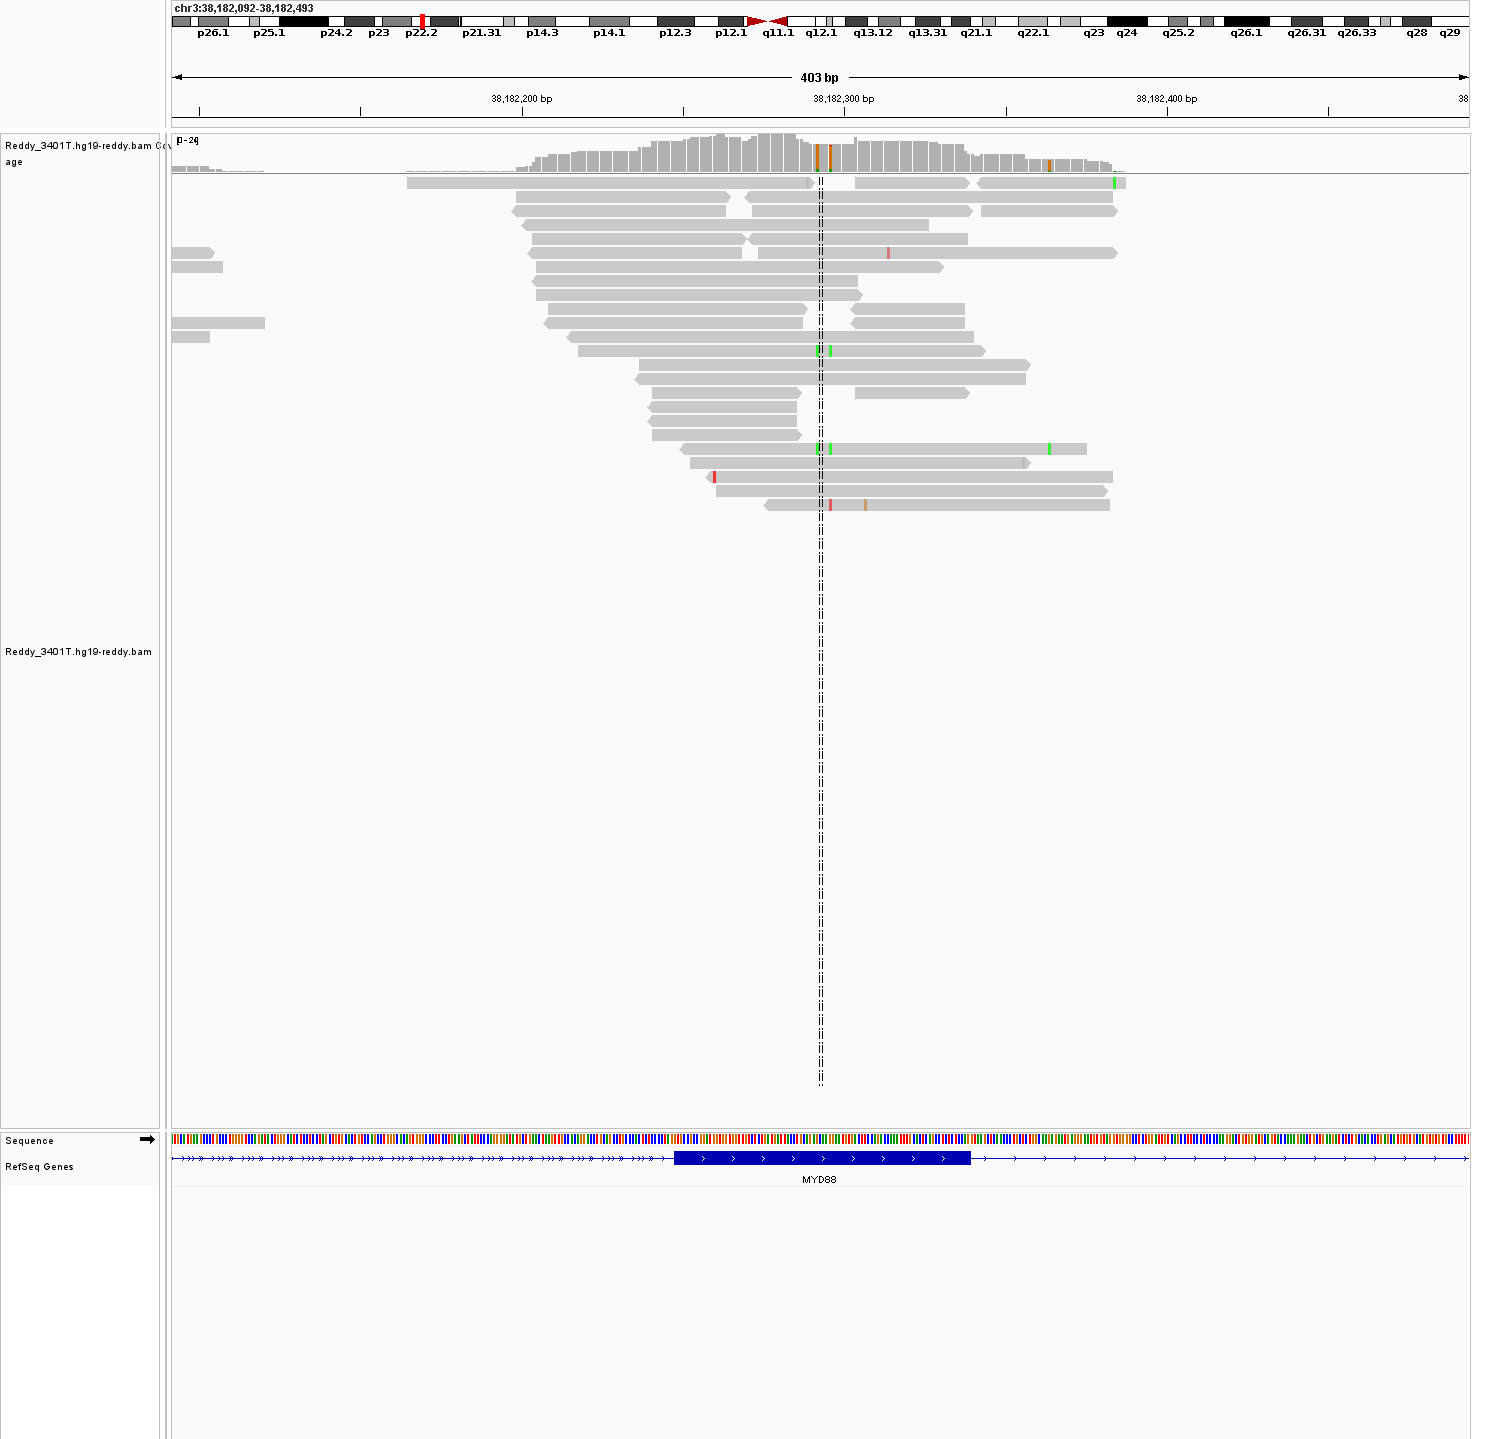 chr3:38,182,092-38,182,493
p26.1 p25.1 p24.2 p23 p22.2 p21.31 p14.3 p14.1 p12.3 p12.1 q11.1 q12.1 q13.12 q13.31 q21.1 q22.1 q23 q24 q25.2 q26.1 q26.31 q26.33 q28 q29
403 bp
38,182,200 bp 38,182,300 bp 38,182,400 bp 38
Reddy_3401T.hg19-reddy.bam Cov
age
[0-24]
Reddy_3401T.hg19-reddy.bam
Sequence
RefSeq Genes
MYD88